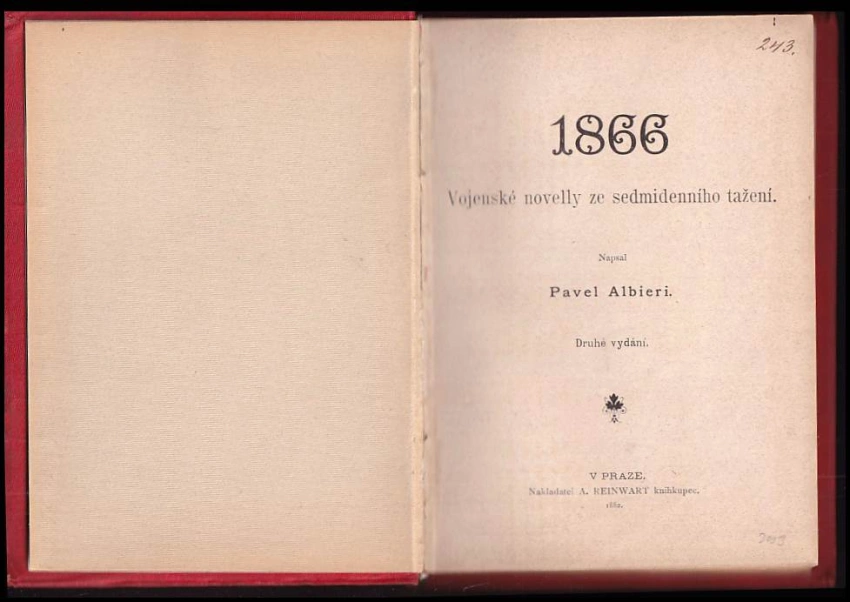 243.
1866
Vojenské novelly ze sedmidenního tažení.
Napsal
Pavel Albieri.
Druhé vydání.
V PRAZE.
Nakladatel A. REINWART knihkupec.